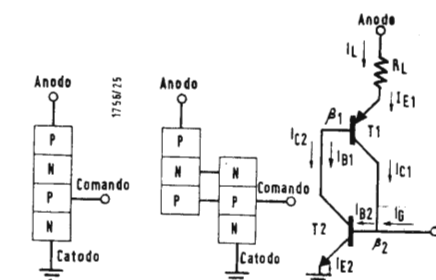 Anodo
P
N
P
N
Comando
Catodo
1756/25
Anodo
P
N
P
N
P
N
Comando
Catodo
Anodo
IL
RL
IE1
β1
T1
IC2
IB1
IC1
T2
IB2
IG
β2
IE2